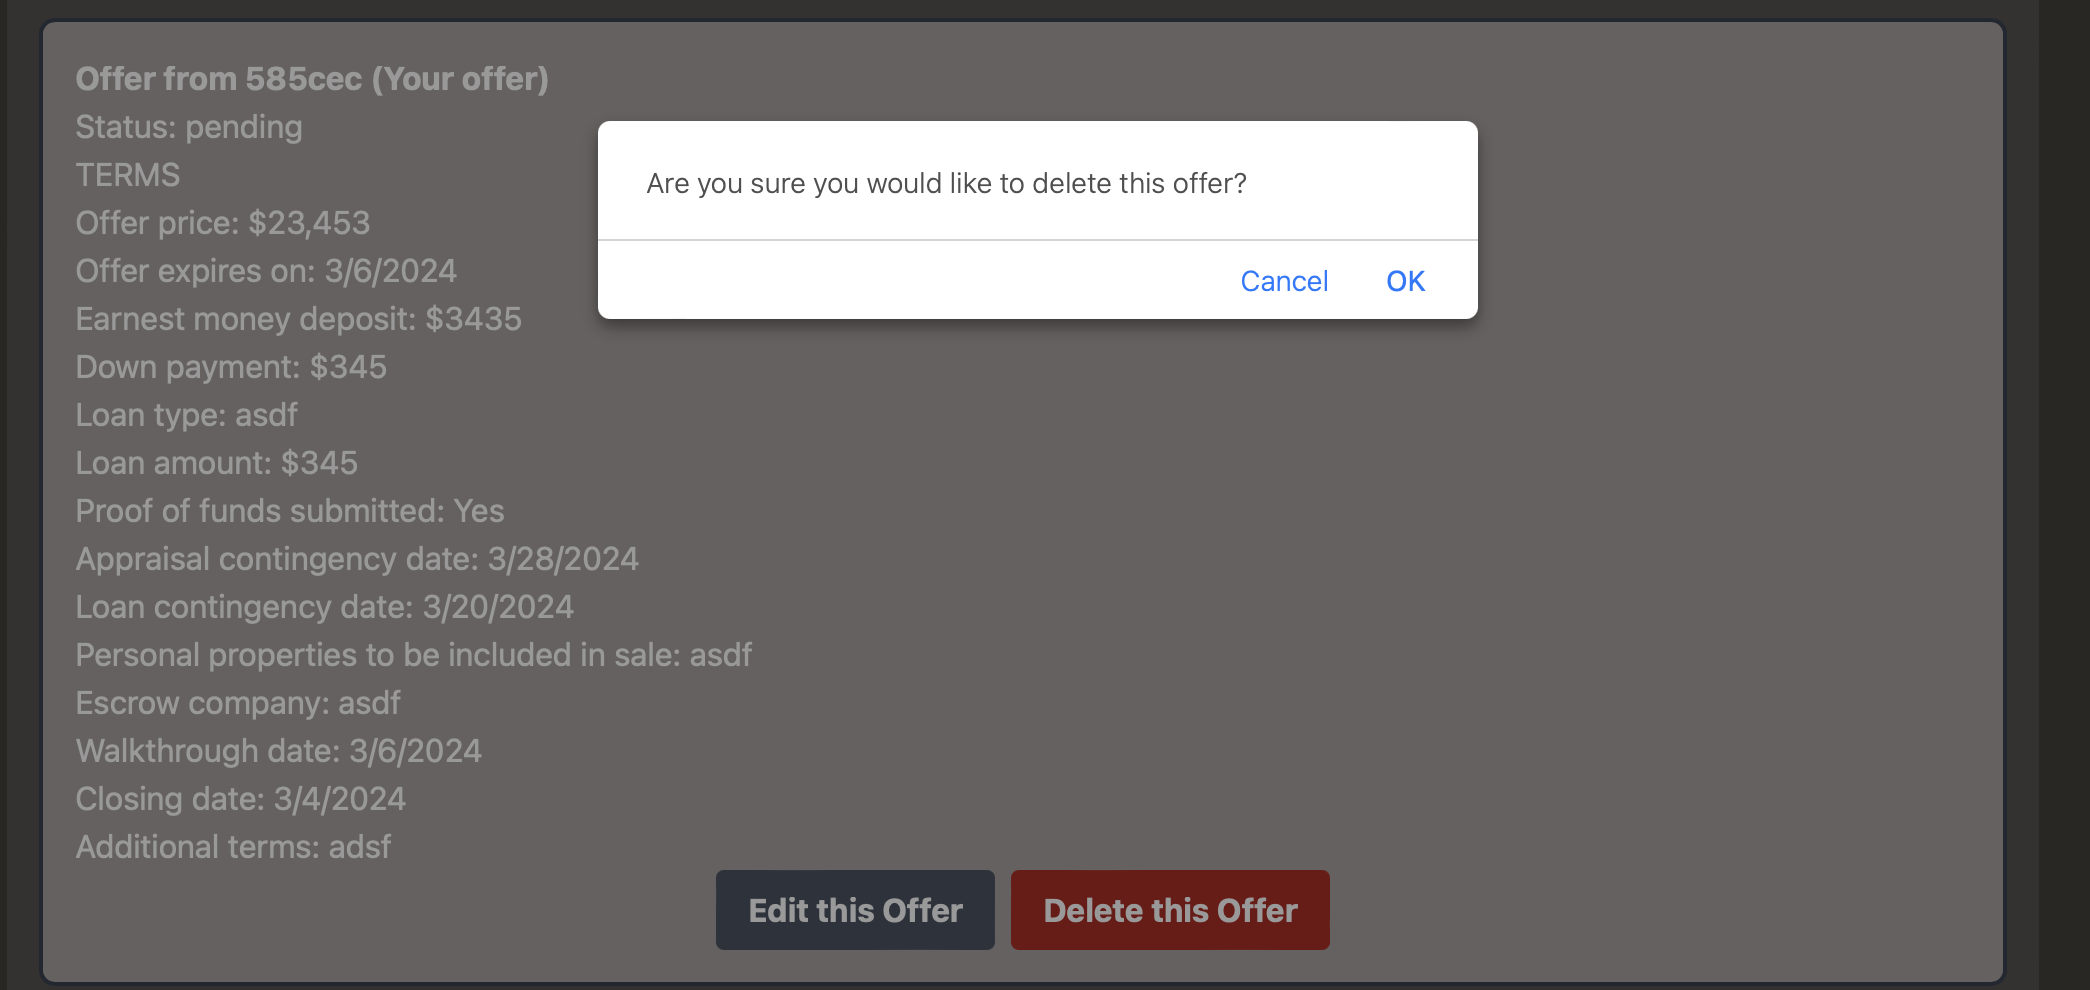 Offer from 585cec (Your offer)
Status: pending
TERMS
Offer price: $23,453
Offer expires on: 3/6/2024
Earnest money deposit: $3435
Down payment: $345
Loan type: asdf
Loan amount: $345
Proof of funds submitted: Yes
Appraisal contingency date: 3/28/2024
Loan contingency date: 3/20/2024
Personal properties to be included in sale: asdf
Escrow company: asdf
Walkthrough date: 3/6/2024
Closing date: 3/4/2024
Additional terms: adsf
Edit this Offer Delete this Offer
Are you sure you would like to delete this offer?
Cancel OK